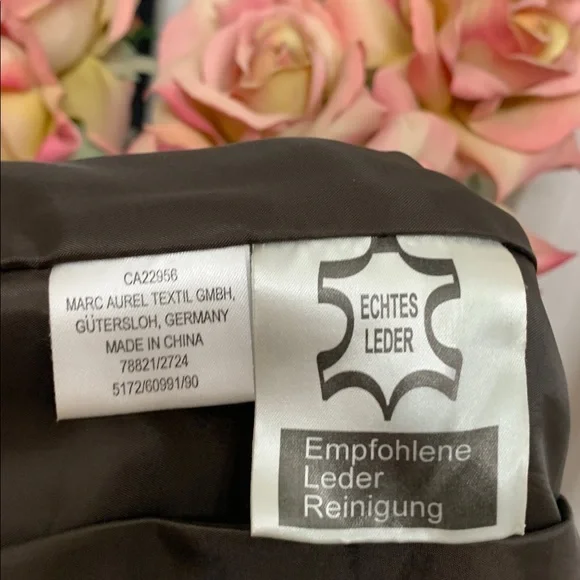 CA22956
MARC AUREL TEXTIL GMBH,
GÜTERSLOH, GERMANY
MADE IN CHINA
78821/2724
5172/60991/90
ECHTES
LEDER
Empfohlene
Leder
Reinigung